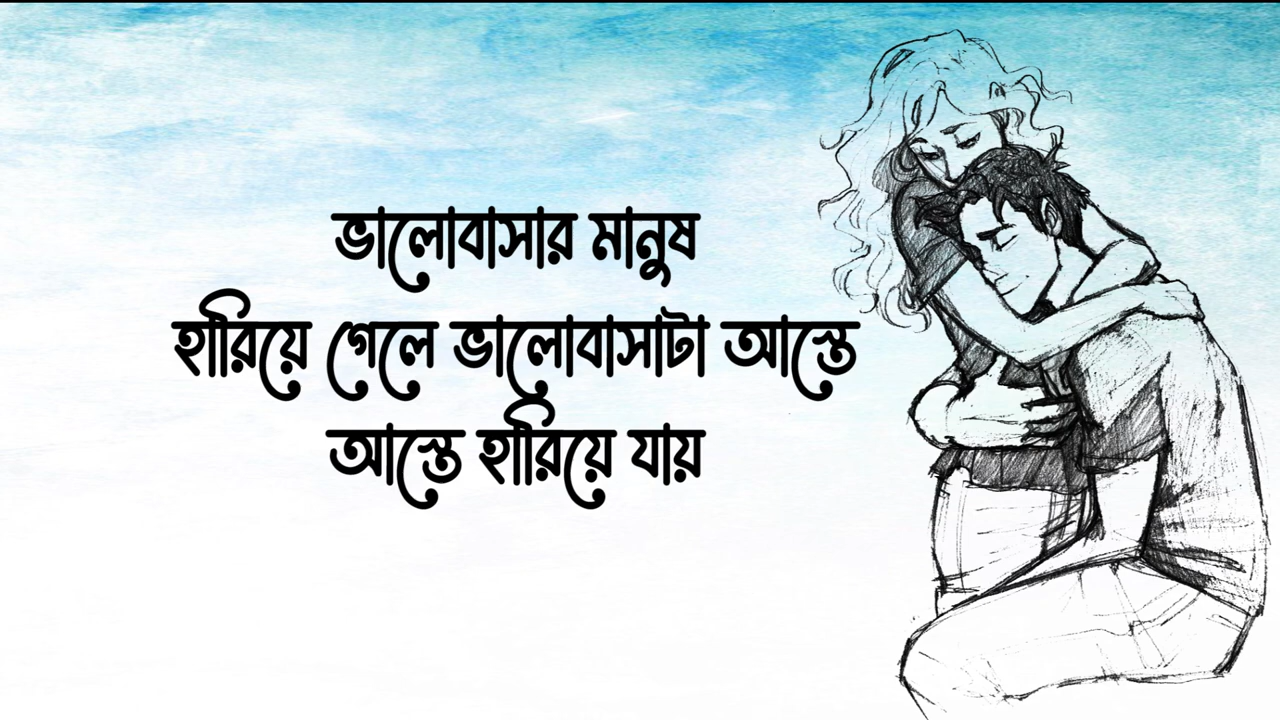 ভালোবাসার মানুষ
হারিয়ে গেলে ভালোবাসাটা আস্তে
আস্তে হারিয়ে যায়